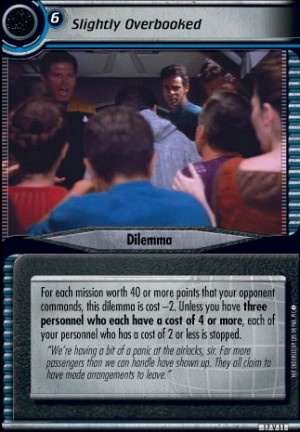 6
Slightly Overbooked
Dilemma
For each mission worth 40 or more points that your opponent
commands, this dilemma is cost –2. Unless you have three
personnel who each have a cost of 4 or more, each of
your personnel who has a cost of 2 or less is stopped.
“We're having a bit of a panic at the airlocks, sir. Far more
passengers than we can handle have shown up. They all claim to
have made arrangements to leave.”
17 V 11